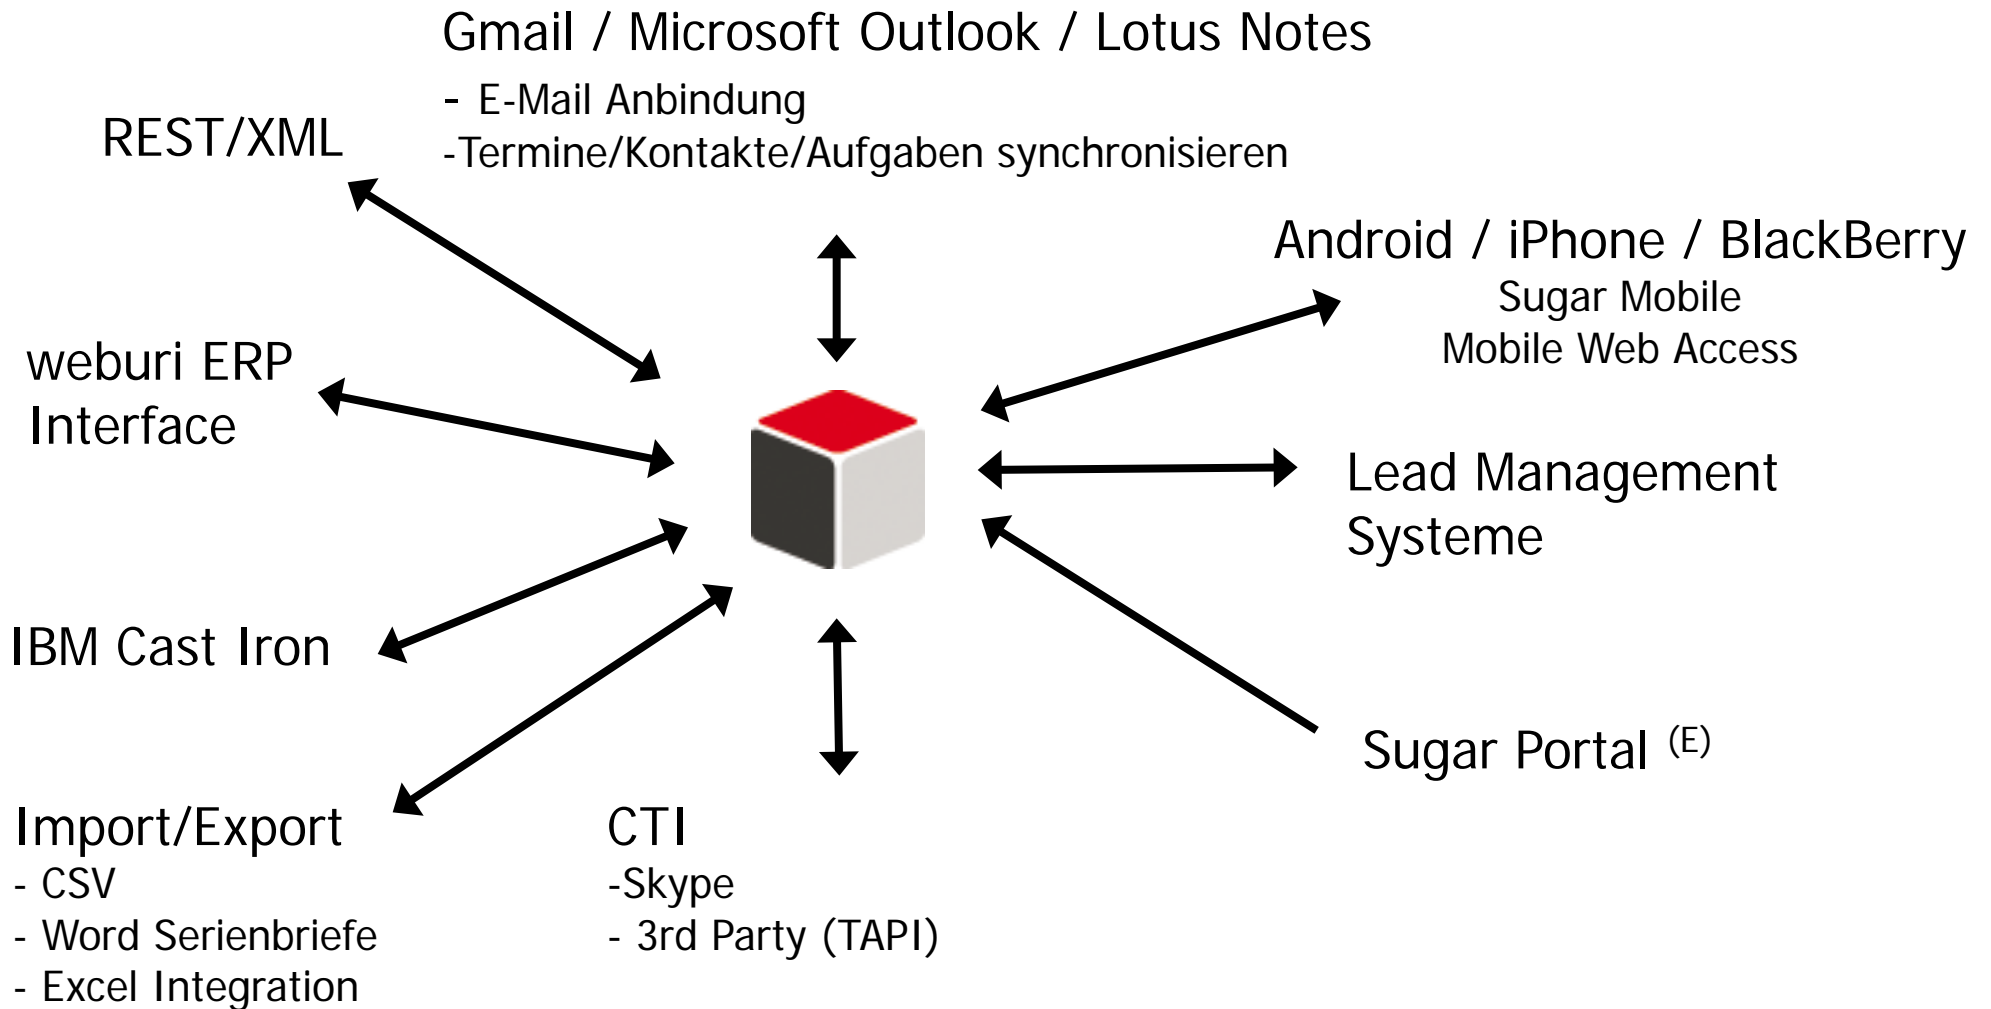 Gmail / Microsoft Outlook / Lotus Notes
- E-Mail Anbindung
-Termine/Kontakte/Aufgaben synchronisieren
REST/XML
Android / iPhone / BlackBerry
Sugar Mobile
Mobile Web Access
weburi ERP
Interface
Lead Management
Systeme
IBM Cast Iron
Sugar Portal (E)
Import/Export
- CSV
- Word Serienbriefe
- Excel Integration
CTI
-Skype
- 3rd Party (TAPI)